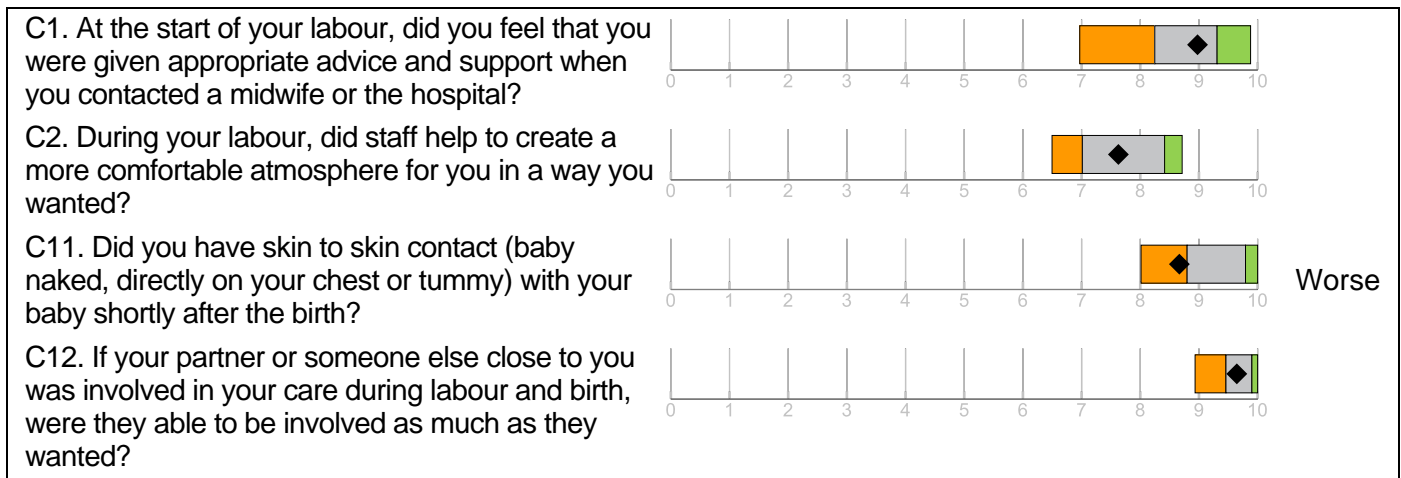 C1. At the start of your labour, did you feel that you
were given appropriate advice and support when
you contacted a midwife or the hospital?
0 1 2 3 4 5 6 7 8 9 10
C2. During your labour, did staff help to create a
more comfortable atmosphere for you in a way you
wanted?
0 1 2 3 4 5 6 7 8 9 10
C11. Did you have skin to skin contact (baby
naked, directly on your chest or tummy) with your
baby shortly after the birth?
0 1 2 3 4 5 6 7 8 9 10
Worse
C12. If your partner or someone else close to you
was involved in your care during labour and birth,
were they able to be involved as much as they
wanted?
0 1 2 3 4 5 6 7 8 9 10